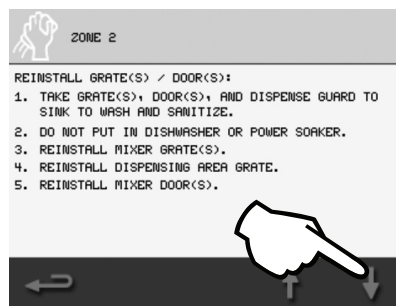 ZONE 2
REINSTALL GRATE(S) / DOOR(S):
1. TAKE GRATE(S), DOOR(S), AND DISPENSE GUARD TO
SINK TO WASH AND SANITIZE.
2. DO NOT PUT IN DISHWASHER OR POWER SOAKER.
3. REINSTALL MIXER GRATE(S).
4. REINSTALL DISPENSING AREA GRATE.
5. REINSTALL MIXER DOOR(S).